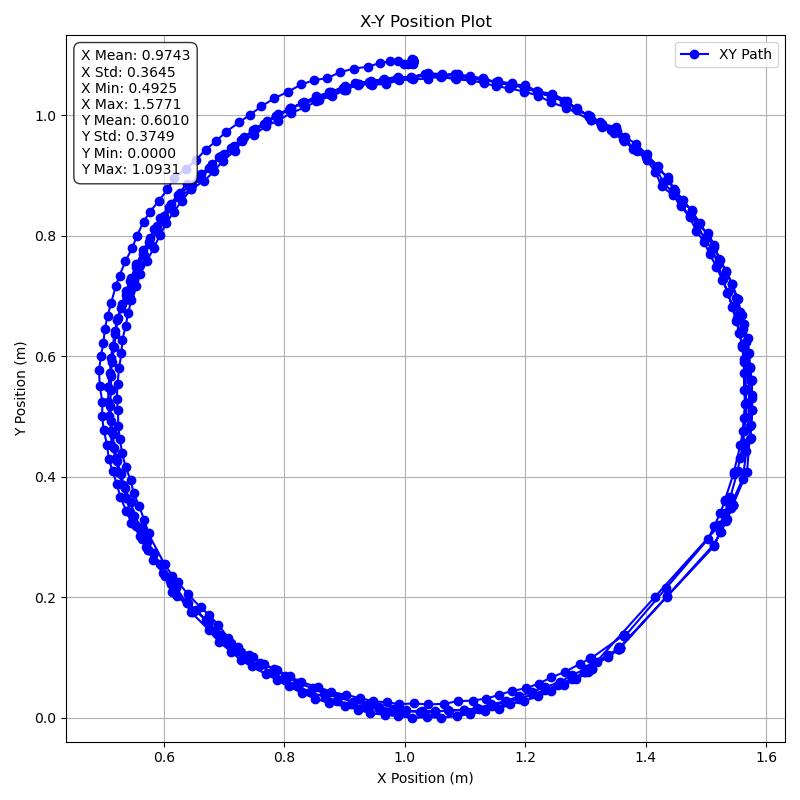 X-Y Position Plot
X Mean: 0.9743
X Std: 0.3645
X Min: 0.4925
X Max: 1.5771
Y Mean: 0.6010
Y Std: 0.3749
Y Min: 0.0000
Y Max: 1.0931
XY Path
Y Position (m)
1.0
0.8
0.6
0.4
0.2
0.0
0.6 0.8 1.0 1.2 1.4 1.6
X Position (m)